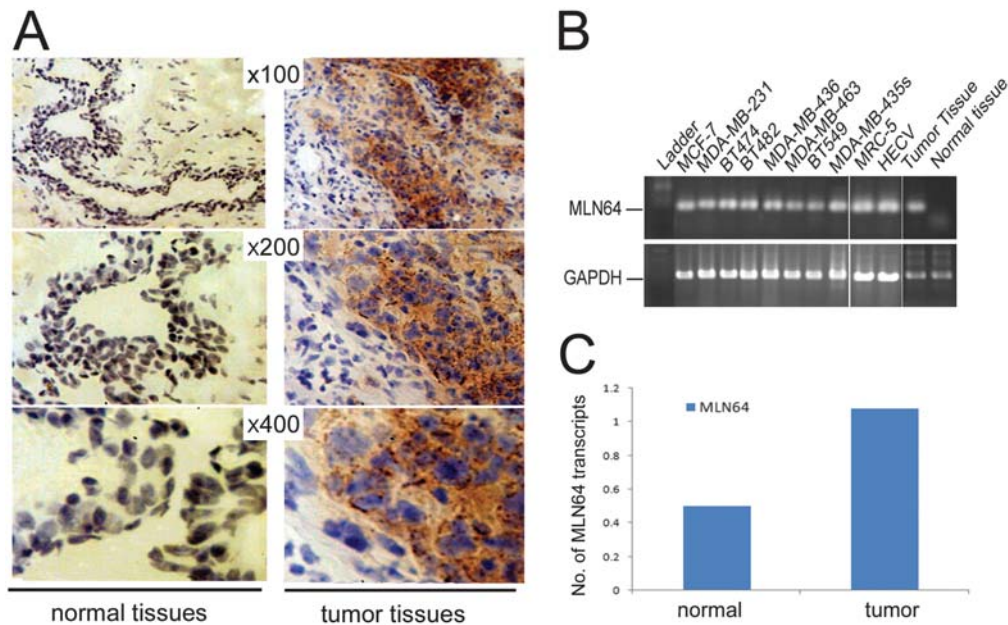 A
x100
x200
x400
normal tissues
tumor tissues
B
Ladder
MCF-7
MDA-MB-231
BT474
BT482
MDA-MB-436
MDA-MB-463
BT549
MDA-MB-435s
MRC-5
HECV
Tumor Tissue
Normal tissue
MLN64
GAPDH
C
No. of MLN64 transcripts
1.2
1
0.8
0.6
0.4
0.2
0
MLN64
normal
tumor